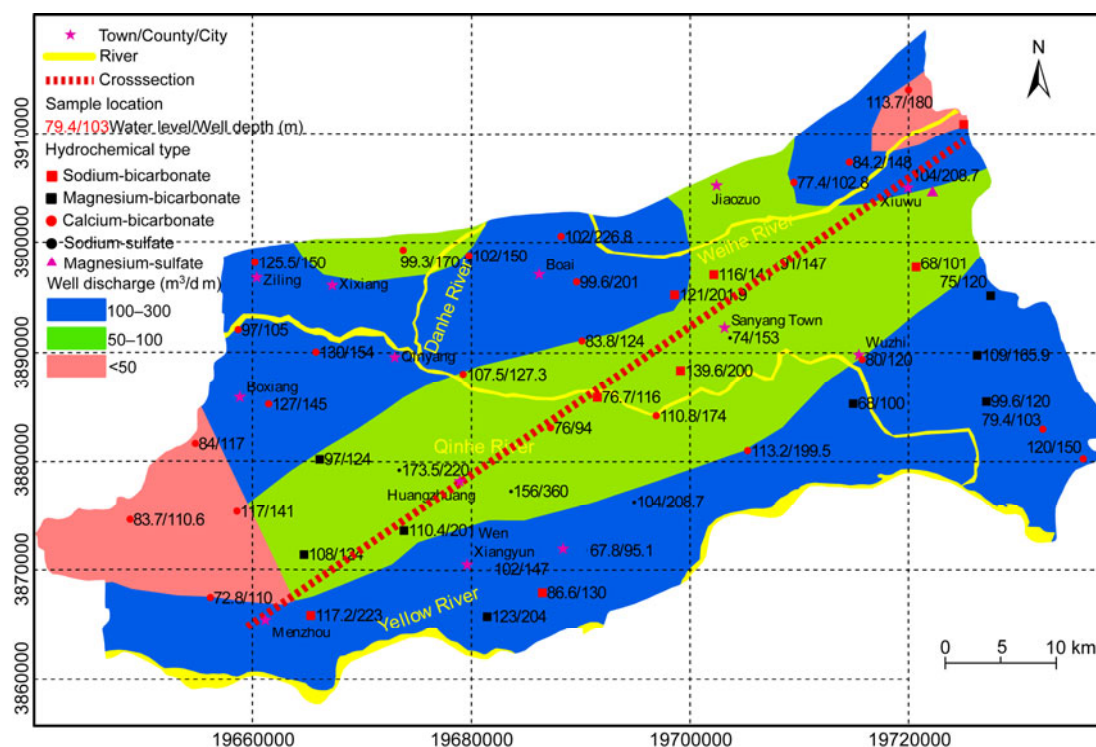 Town/County/City
River
Crosssection
Sample location
79.4/103 Water level/Well depth (m)
Hydrochemical type
Sodium-bicarbonate
Magnesium-bicarbonate
Calcium-bicarbonate
Sodium-sulfate
Magnesium-sulfate
Well discharge (m³/d m)
100–300
50–100
<50
N
113.7/180
84.2/148
104/208.7
77.4/102.8
Xiuwu
Jiaozuo
Weihe River
102/226.8
102/150
99.3/170
125.5/150
Ziling
Xixiang
Boai
99.6/201
116/141
91/147
68/101
75/120
121/201.9
Danhe River
Sanyang Town
74/153
97/105
130/154
Qinyang
83.8/124
Wuzhi
80/120
109/165.9
107.5/127.3
139.6/200
Boxiang
127/145
76.7/116
110.8/174
68/100
99.6/120
79.4/103
76/94
84/117
Qinhe River
97/124
173.5/220
113.2/199.5
120/150
Huangzhuang
156/360
104/208.7
117/141
83.7/110.6
110.4/201
Wen
108/134
Xiangyun
67.8/95.1
102/147
72.8/110
86.6/130
Yellow River
117.2/223
123/204
Menzhou
0 5 10 km
3910000
3900000
3890000
3880000
3870000
3860000
19660000 19680000 19700000 19720000